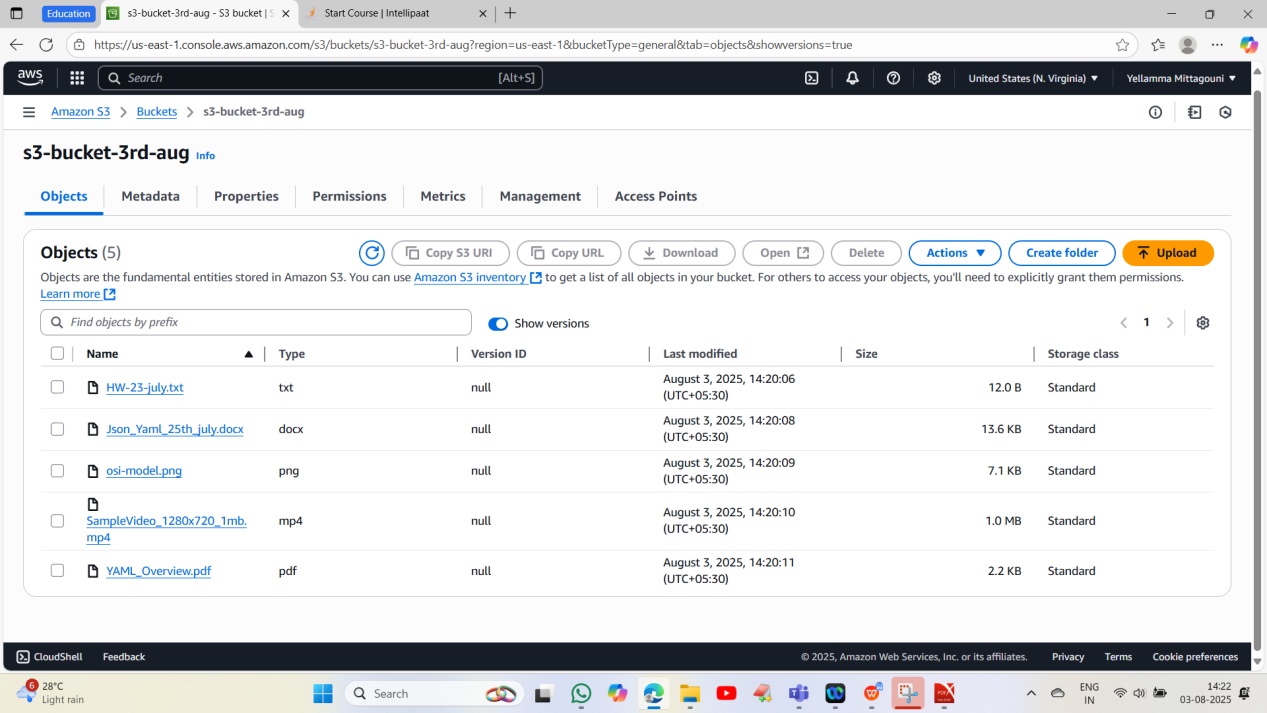 Education
s3-bucket-3rd-aug - S3 bucket | S
Start Course | Intellipaat
https://us-east-1.console.aws.amazon.com/s3/buckets/s3-bucket-3rd-aug?region=us-east-1&bucketType=general&tab=objects&showversions=true
aws
Search
[Alt+S]
United States (N. Virginia)
Yellamma Mittagouni
Amazon S3
Buckets
s3-bucket-3rd-aug
s3-bucket-3rd-aug Info
Objects Metadata Properties Permissions Metrics Management Access Points
Objects (5)
Copy S3 URI Copy URL Download Open Delete Actions Create folder Upload
Objects are the fundamental entities stored in Amazon S3. You can use Amazon S3 inventory to get a list of all objects in your bucket. For others to access your objects, you'll need to explicitly grant them permissions.
Learn more
Find objects by prefix
Show versions
1
Name Type Version ID Last modified Size Storage class
HW-23-july.txt txt null August 3, 2025, 14:20:06 (UTC+05:30) 12.0 B Standard
Json_Yaml_25th_july.docx docx null August 3, 2025, 14:20:08 (UTC+05:30) 13.6 KB Standard
osi-model.png png null August 3, 2025, 14:20:09 (UTC+05:30) 7.1 KB Standard
SampleVideo_1280x720_1mb.mp4 mp4 null August 3, 2025, 14:20:10 (UTC+05:30) 1.0 MB Standard
YAML_Overview.pdf pdf null August 3, 2025, 14:20:11 (UTC+05:30) 2.2 KB Standard
CloudShell Feedback
© 2025, Amazon Web Services, Inc. or its affiliates. Privacy Terms Cookie preferences
6
28°C
Light rain
Search
ENG
IN
14:22
03-08-2025